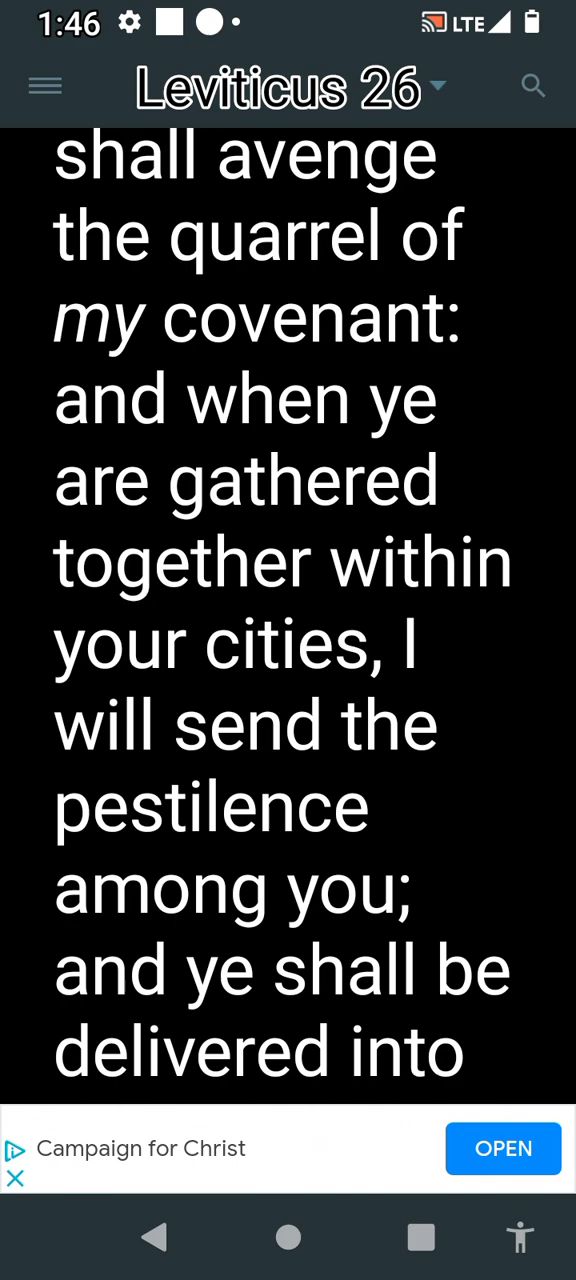 1:46 LTE
Leviticus 26
shall avenge
the quarrel of
my covenant:
and when ye
are gathered
together within
your cities, I
will send the
pestilence
among you;
and ye shall be
delivered into
Campaign for Christ OPEN